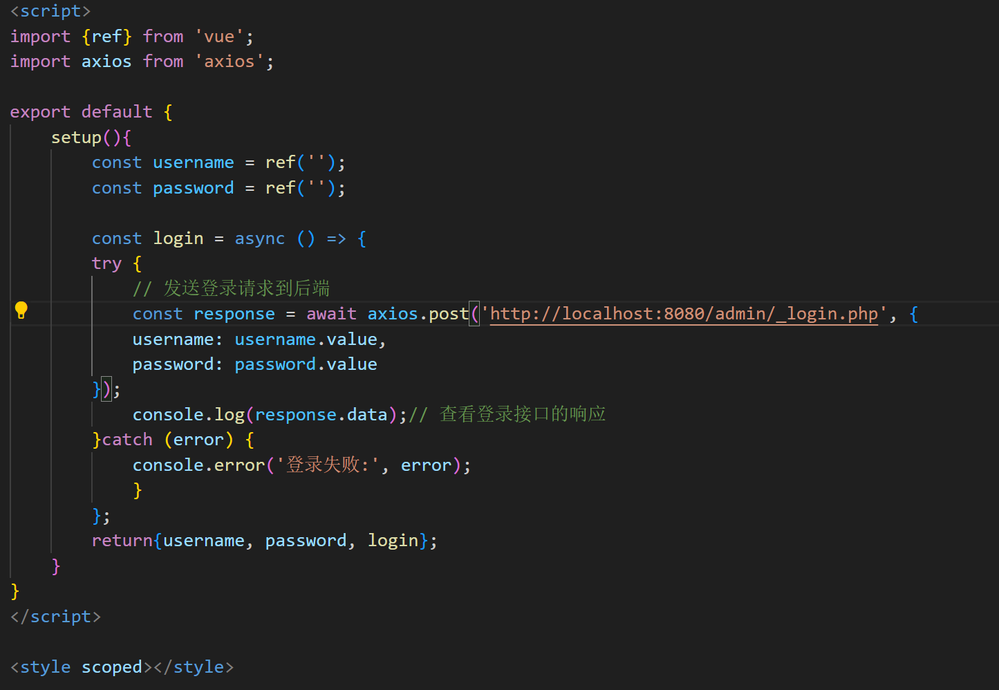 <script>
import {ref} from 'vue';
import axios from 'axios';

export default {
    setup(){
        const username = ref('');
        const password = ref('');

        const login = async () => {
        try {
            // 发送登录请求到后端
            const response = await axios.post('http://localhost:8080/admin/_login.php', {
            username: username.value,
            password: password.value
        });
            console.log(response.data);// 查看登录接口的响应
        }catch (error) {
            console.error('登录失败:', error);
            }
        };
        return{username, password, login};
    }
}
</script>

<style scoped></style>